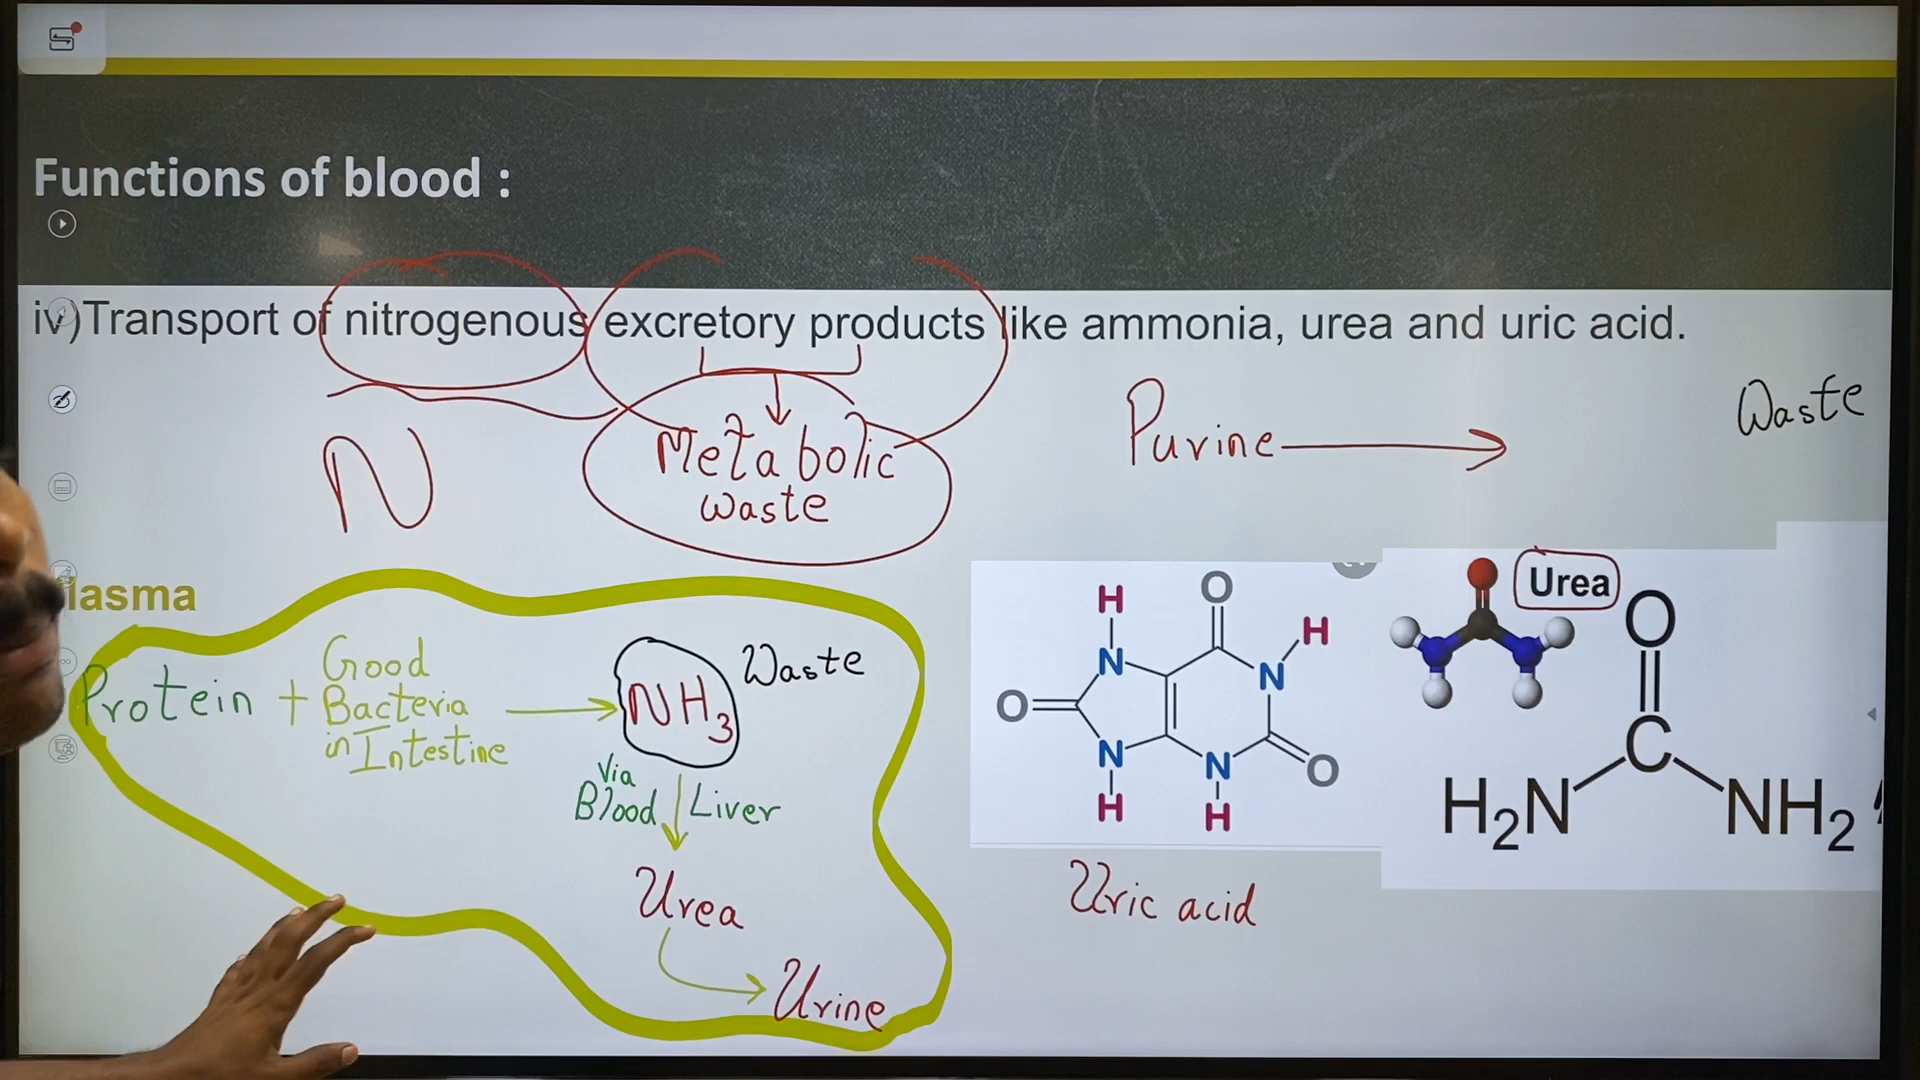 Functions of blood :
iv)Transport of nitrogenous excretory products like ammonia, urea and uric acid.
N
Metabolic
waste
Purine
Waste
lasma
Protein + Good
Bacteria
in Intestine
NH3
Waste
Via
Blood
Liver
Urea
Urine
H
O
H
N
N
O
N
N
O
H
H
Uric acid
Urea
O
C
H2N
NH2